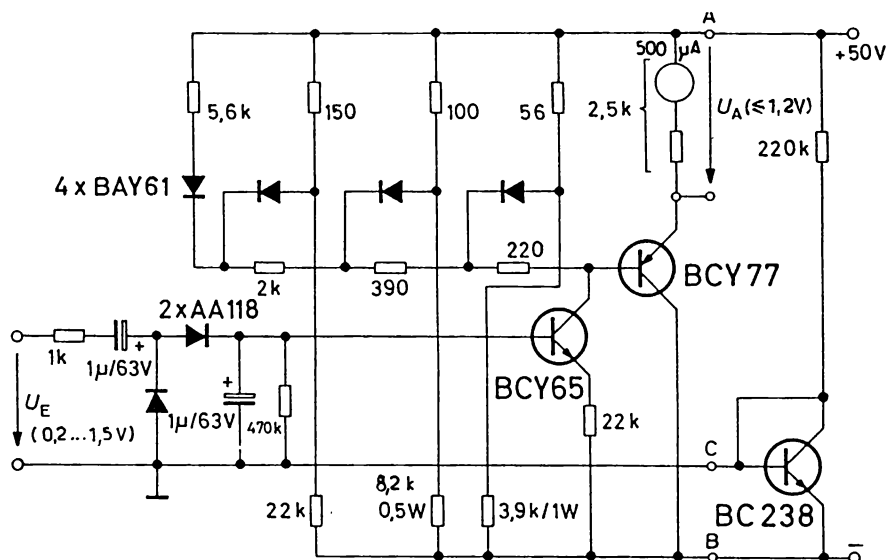 A
+50V
500 µA
5,6k
150
100
56
2,5k
U_A (≤1,2V)
220k
4 x BAY61
220
2k
390
BCY77
2xAA118
1k
+
1µ/63V
BCY65
U_E
(0,2...1,5V)
+
1µ/63V
470k
22k
C
22k
8,2k
0,5W
3,9k/1W
BC238
B
–